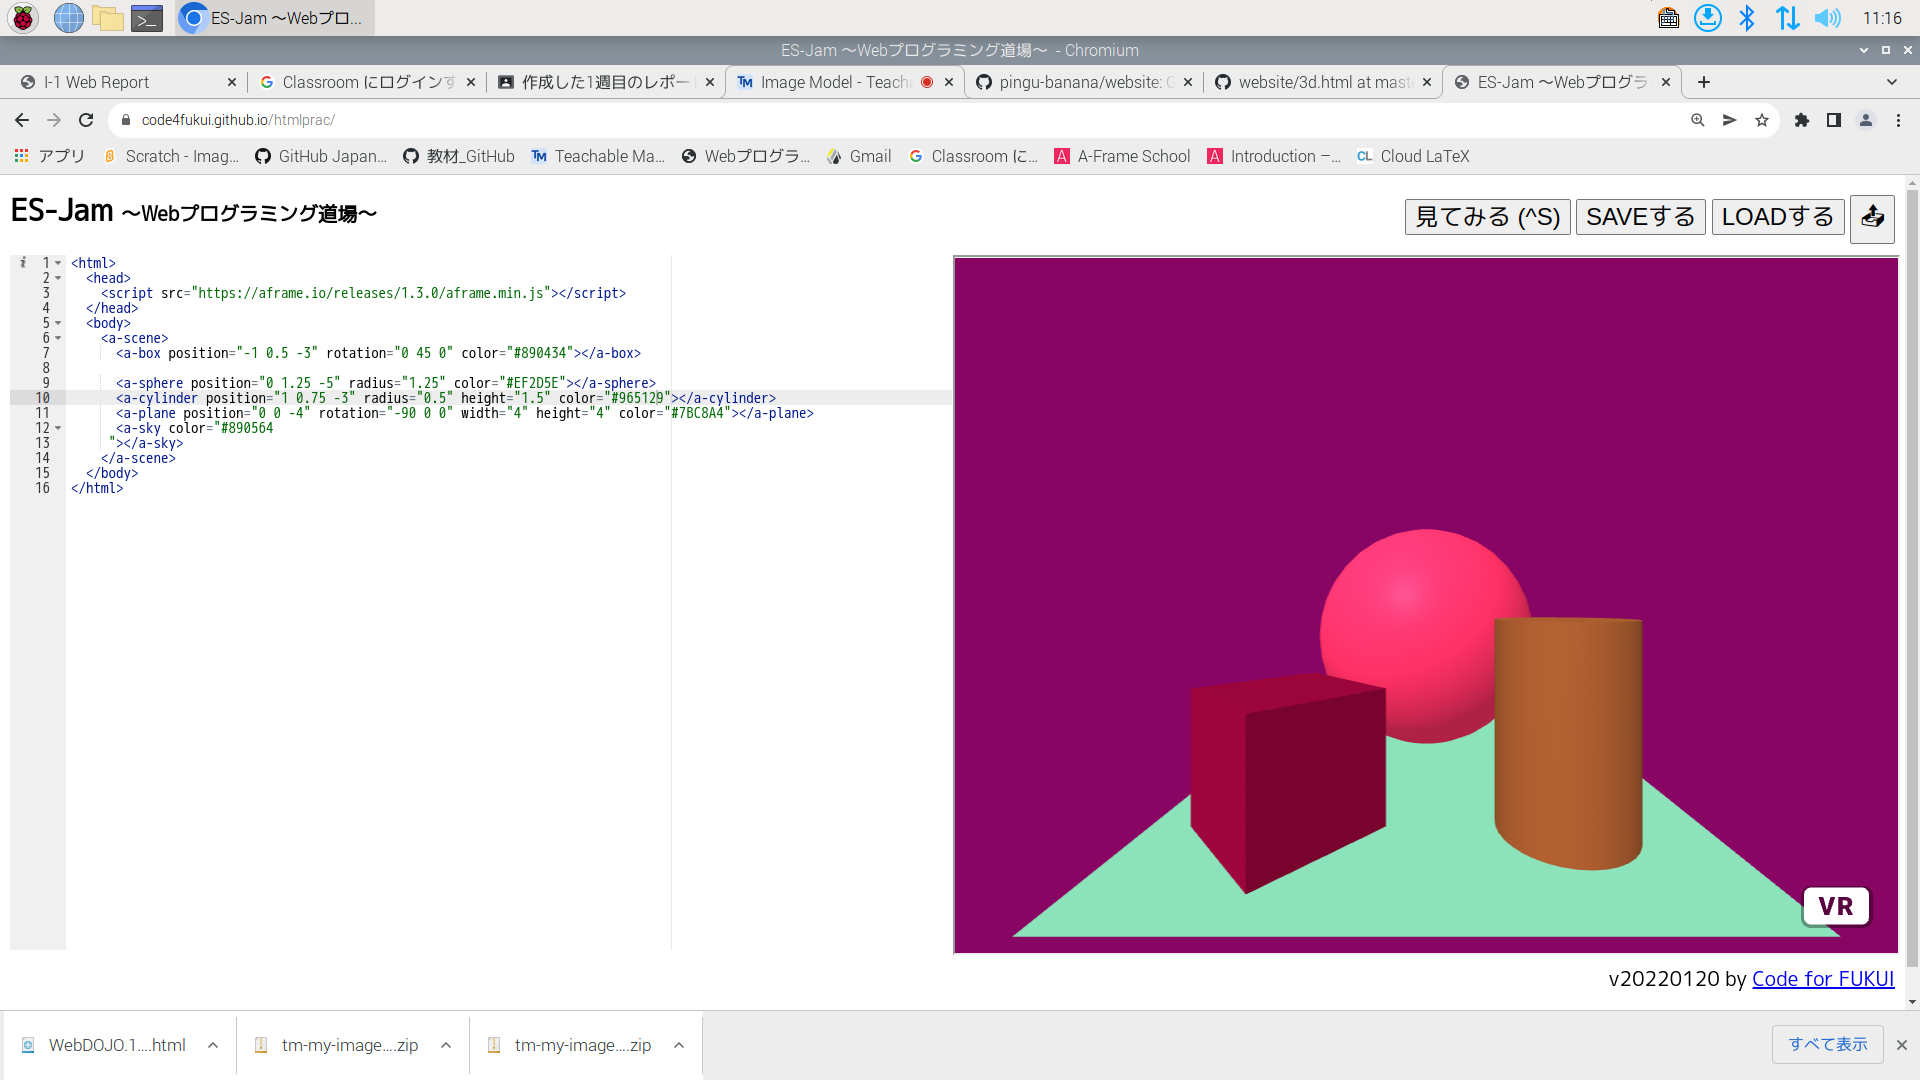 ES-Jam ～Webプロ...
11:16
ES-Jam ～Webプログラミング道場～ - Chromium
I-1 Web Report
Classroom にログインす
作成した1週目のレポート
Image Model - Teach
pingu-banana/website: G
website/3d.html at mast
ES-Jam ～Webプログラ
code4fukui.github.io/htmlprac/
アプリ
Scratch - Imag...
GitHub Japan...
教材_GitHub
Teachable Ma...
Webプログラ...
Gmail
Classroom に...
A-Frame School
Introduction –...
CL Cloud LaTeX
ES-Jam ～Webプログラミング道場～
見てみる (^S)
SAVEする
LOADする
1 <html>
2 <head>
3 <script src="https://aframe.io/releases/1.3.0/aframe.min.js"></script>
4 </head>
5 <body>
6 <a-scene>
7 <a-box position="-1 0.5 -3" rotation="0 45 0" color="#890434"></a-box>
8
9 <a-sphere position="0 1.25 -5" radius="1.25" color="#EF2D5E"></a-sphere>
10 <a-cylinder position="1 0.75 -3" radius="0.5" height="1.5" color="#965129"></a-cylinder>
11 <a-plane position="0 0 -4" rotation="-90 0 0" width="4" height="4" color="#7BC8A4"></a-plane>
12 <a-sky color="#890564
13 "></a-sky>
14 </a-scene>
15 </body>
16 </html>
VR
v20220120 by Code for FUKUI
WebDOJO.1....html
tm-my-image....zip
tm-my-image....zip
すべて表示